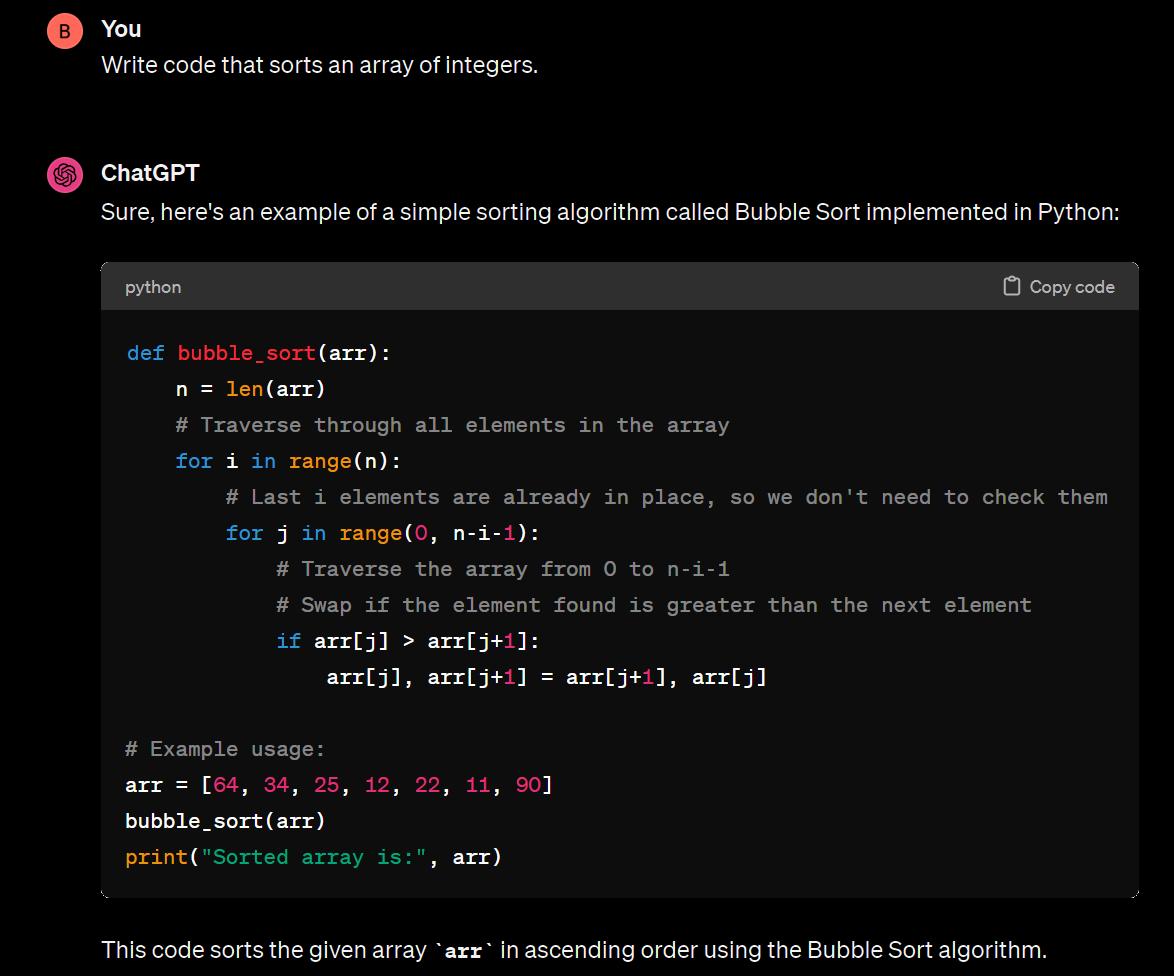 B
You
Write code that sorts an array of integers.
ChatGPT
Sure, here's an example of a simple sorting algorithm called Bubble Sort implemented in Python:
python
Copy code
def bubble_sort(arr):
    n = len(arr)
    # Traverse through all elements in the array
    for i in range(n):
        # Last i elements are already in place, so we don't need to check them
        for j in range(0, n-i-1):
            # Traverse the array from 0 to n-i-1
            # Swap if the element found is greater than the next element
            if arr[j] > arr[j+1]:
                arr[j], arr[j+1] = arr[j+1], arr[j]
# Example usage:
arr = [64, 34, 25, 12, 22, 11, 90]
bubble_sort(arr)
print("Sorted array is:", arr)
This code sorts the given array `arr` in ascending order using the Bubble Sort algorithm.